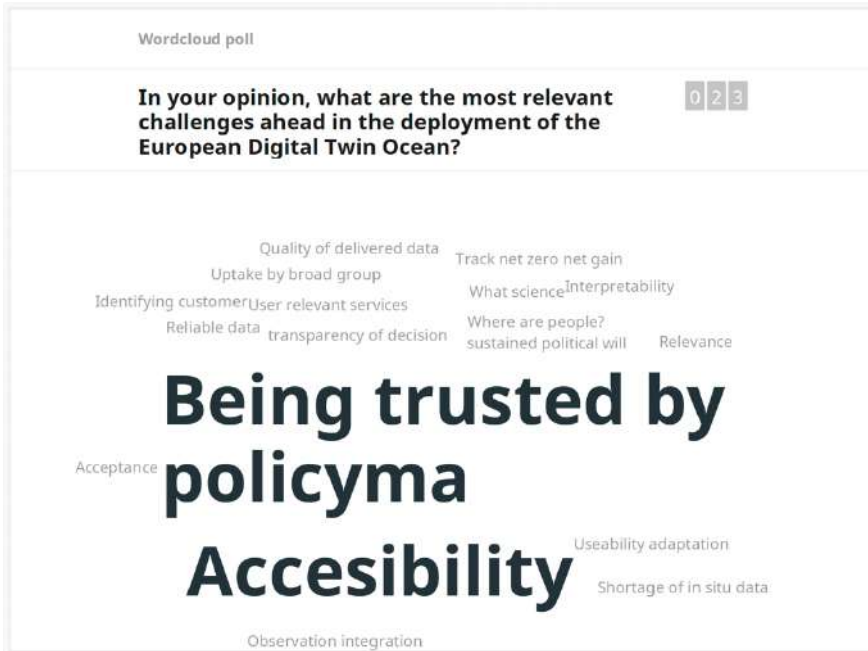 Wordcloud poll
In your opinion, what are the most relevant
challenges ahead in the deployment of the
European Digital Twin Ocean?
0 2 3
Quality of delivered data
Track net zero net gain
Uptake by broad group
What science
Interpretability
Identifying customer
User relevant services
Where are people?
Reliable data
transparency of decision
sustained political will
Relevance
Being trusted by
policyma
Acceptance
Accesibility
Useability adaptation
Shortage of in situ data
Observation integration